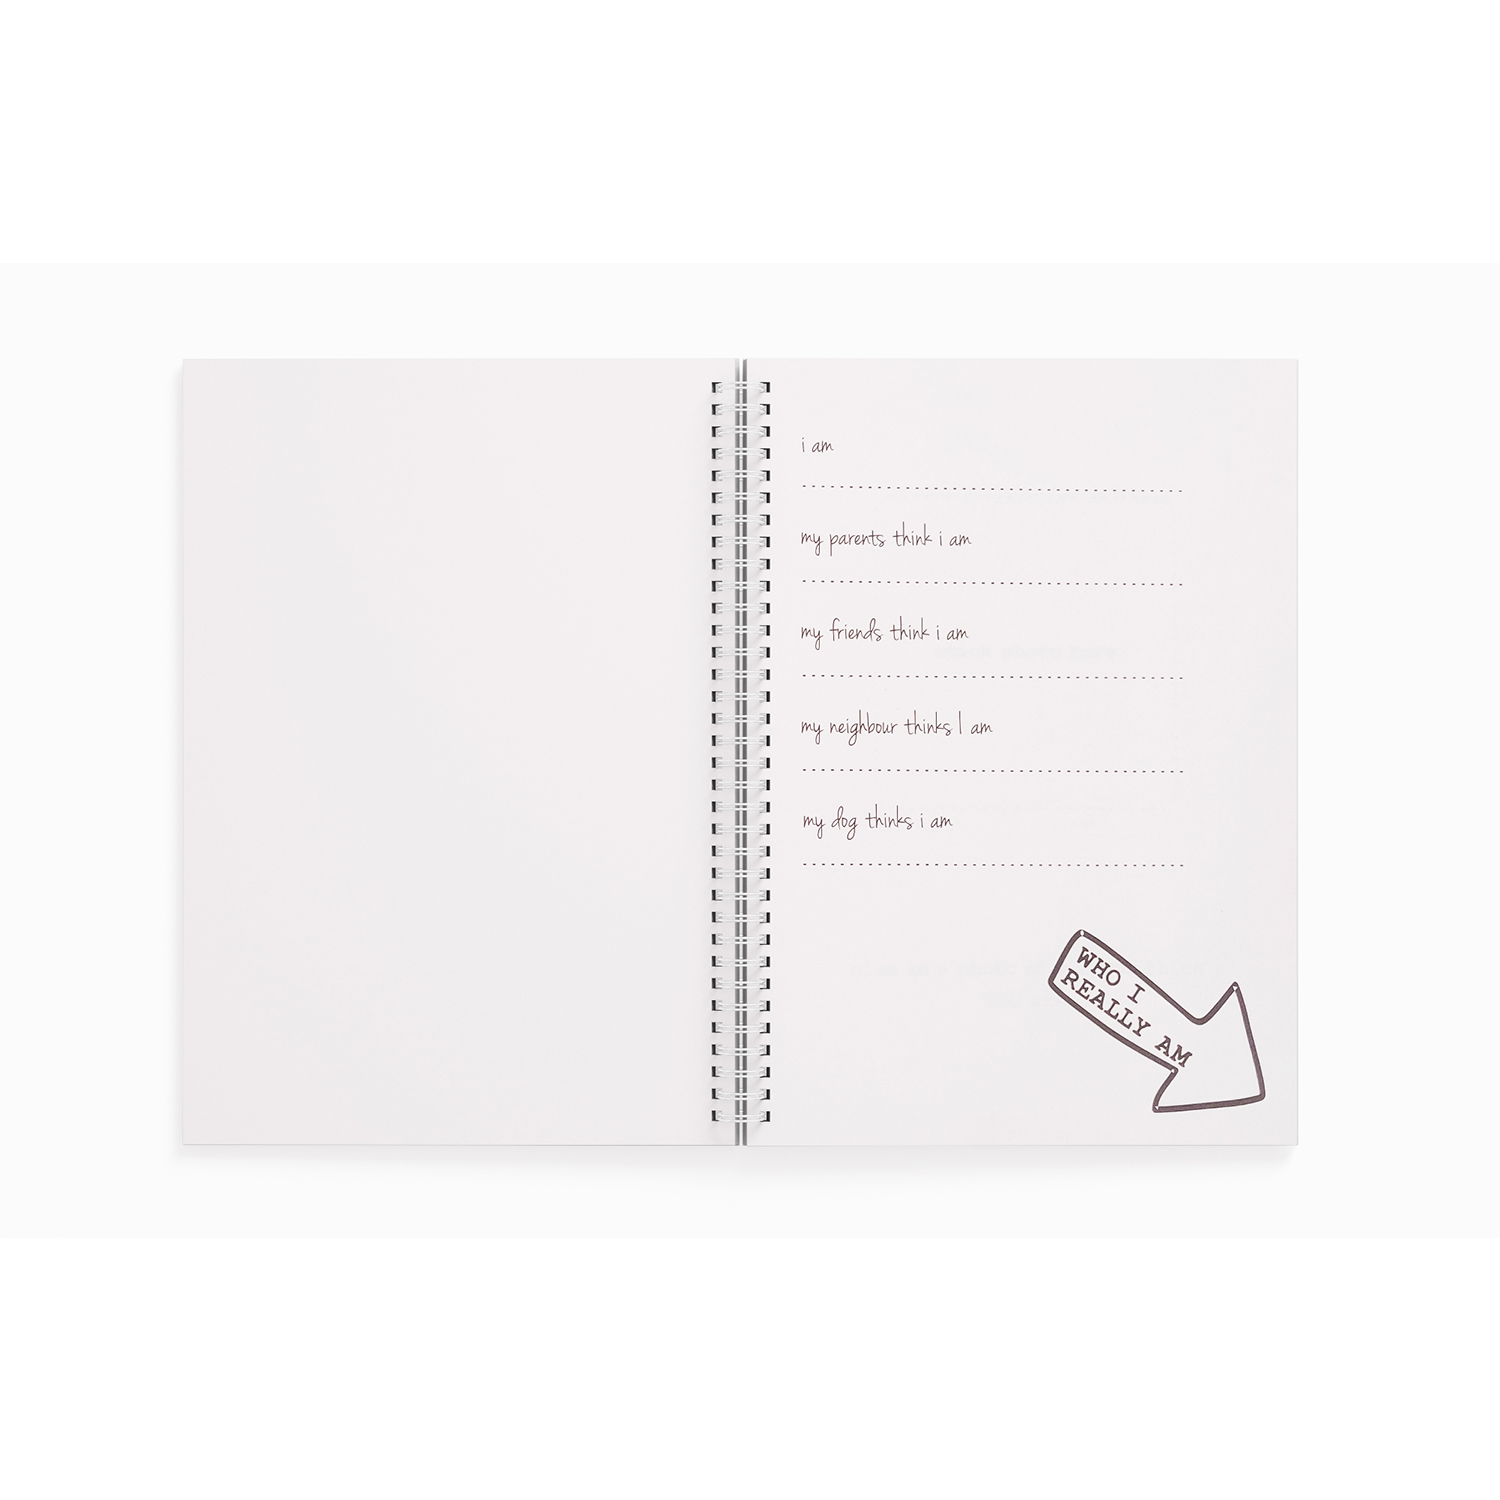 i am
my parents think i am
my friends think i am
my neighbour thinks I am
my dog thinks i am
WHO I
REALLY AM